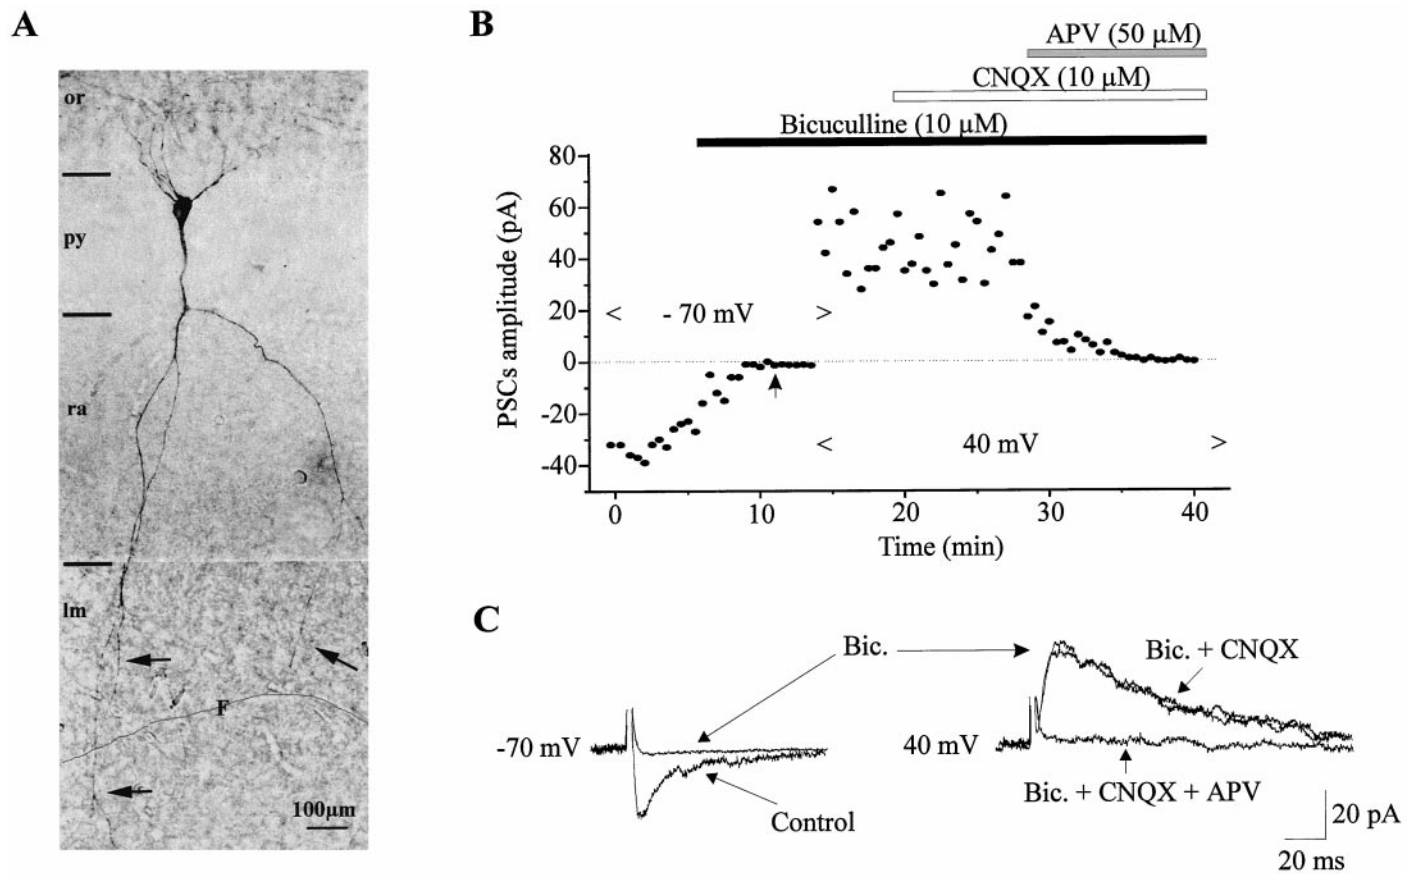 A
or
py
ra
lm
F
100μm
B
APV (50 μM)
CNQX (10 μM)
Bicuculline (10 μM)
PSCs amplitude (pA)
80
60
40
20
0
-20
-40
< - 70 mV >
< 40 mV >
0 10 20 30 40
Time (min)
C
Bic.
Bic. + CNQX
-70 mV
40 mV
Control
Bic. + CNQX + APV
20 pA
20 ms